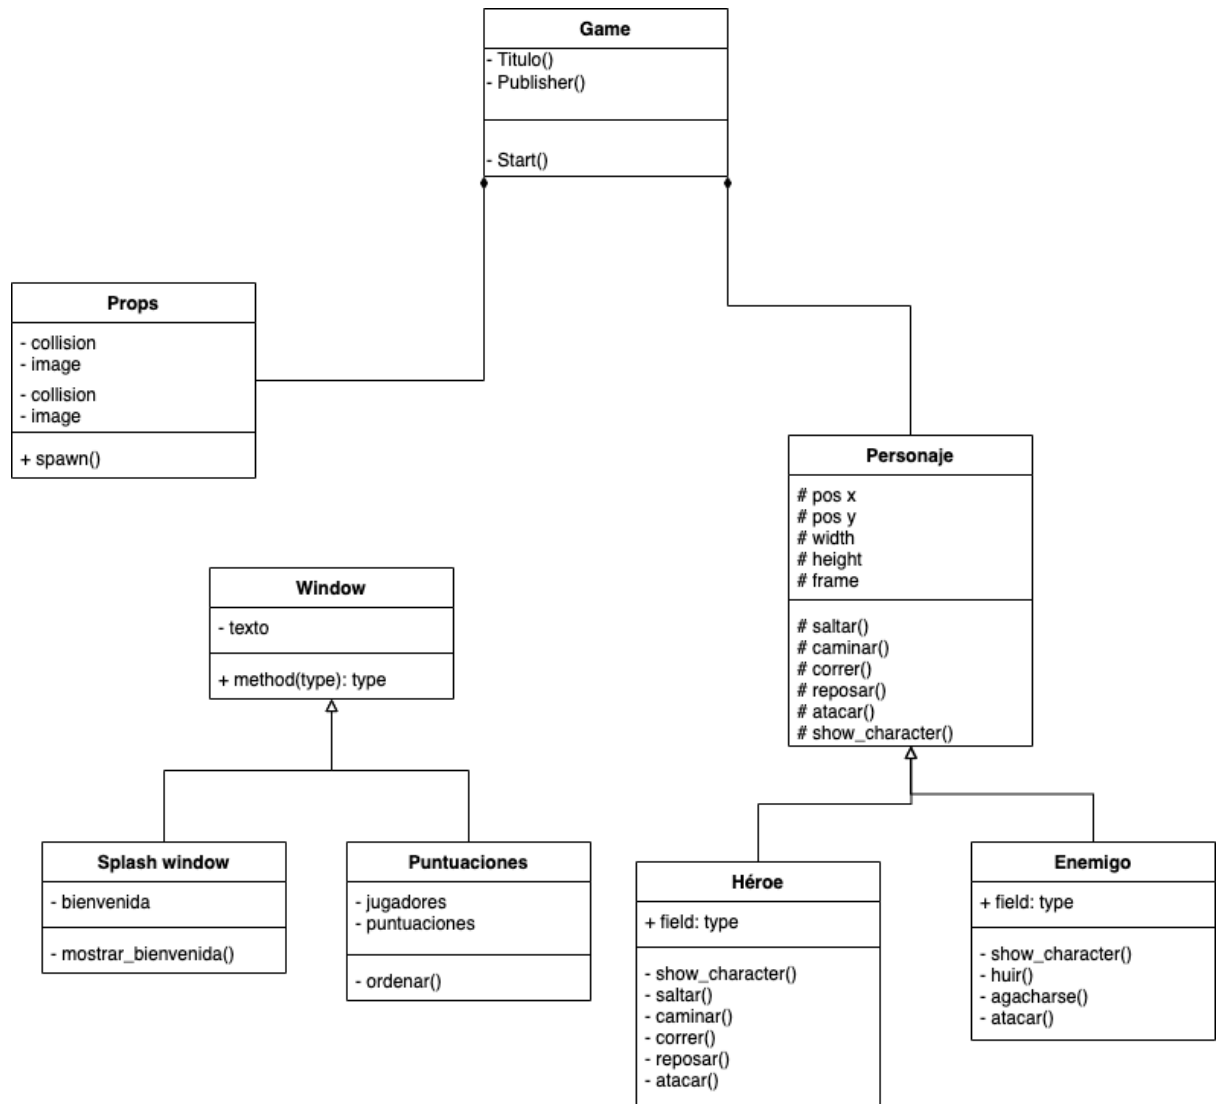 Game
- Titulo()
- Publisher()
- Start()
Props
- collision
- image
- collision
- image
+ spawn()
Personaje
# pos x
# pos y
# width
# height
# frame
# saltar()
# caminar()
# correr()
# reposar()
# atacar()
# show_character()
Window
- texto
+ method(type): type
Splash window
- bienvenida
- mostrar_bienvenida()
Puntuaciones
- jugadores
- puntuaciones
- ordenar()
Héroe
+ field: type
- show_character()
- saltar()
- caminar()
- correr()
- reposar()
- atacar()
Enemigo
+ field: type
- show_character()
- huir()
- agacharse()
- atacar()